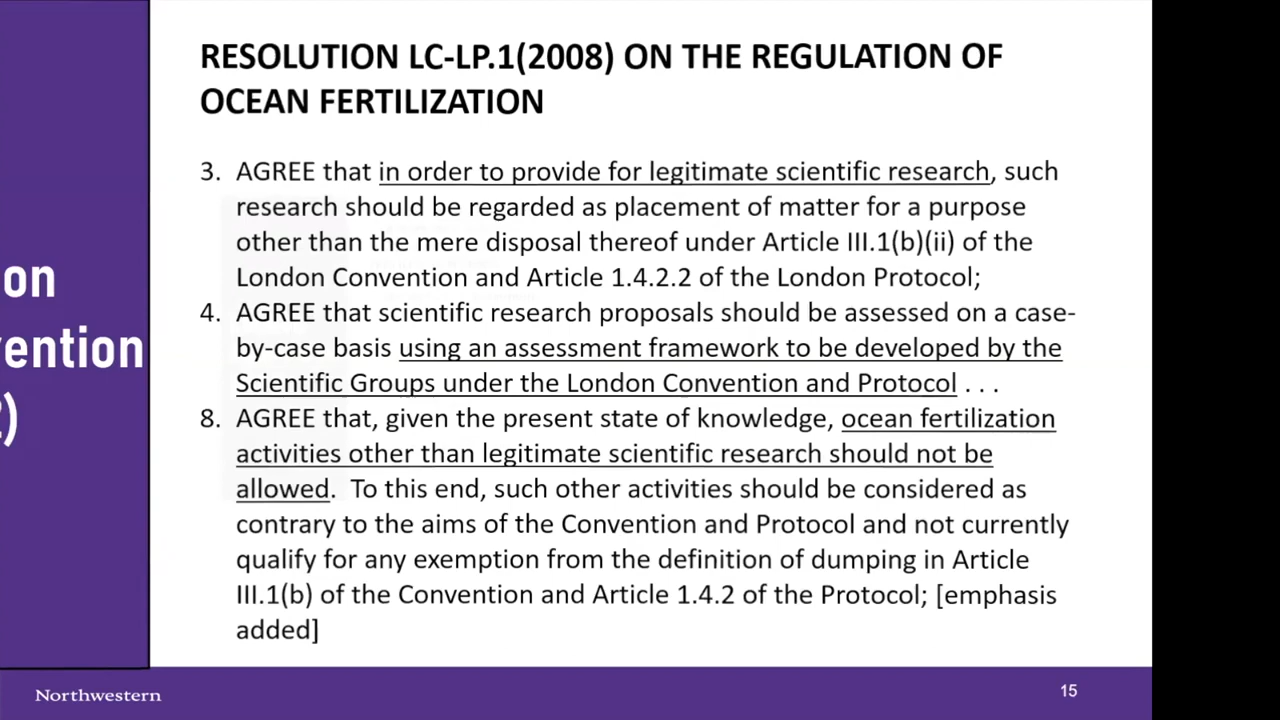 RESOLUTION LC-LP.1(2008) ON THE REGULATION OF
OCEAN FERTILIZATION
3. AGREE that in order to provide for legitimate scientific research, such
research should be regarded as placement of matter for a purpose
other than the mere disposal thereof under Article III.1(b)(ii) of the
London Convention and Article 1.4.2.2 of the London Protocol;
4. AGREE that scientific research proposals should be assessed on a case-
by-case basis using an assessment framework to be developed by the
Scientific Groups under the London Convention and Protocol . . .
8. AGREE that, given the present state of knowledge, ocean fertilization
activities other than legitimate scientific research should not be
allowed. To this end, such other activities should be considered as
contrary to the aims of the Convention and Protocol and not currently
qualify for any exemption from the definition of dumping in Article
III.1(b) of the Convention and Article 1.4.2 of the Protocol; [emphasis
added]
on
vention
)
Northwestern
15